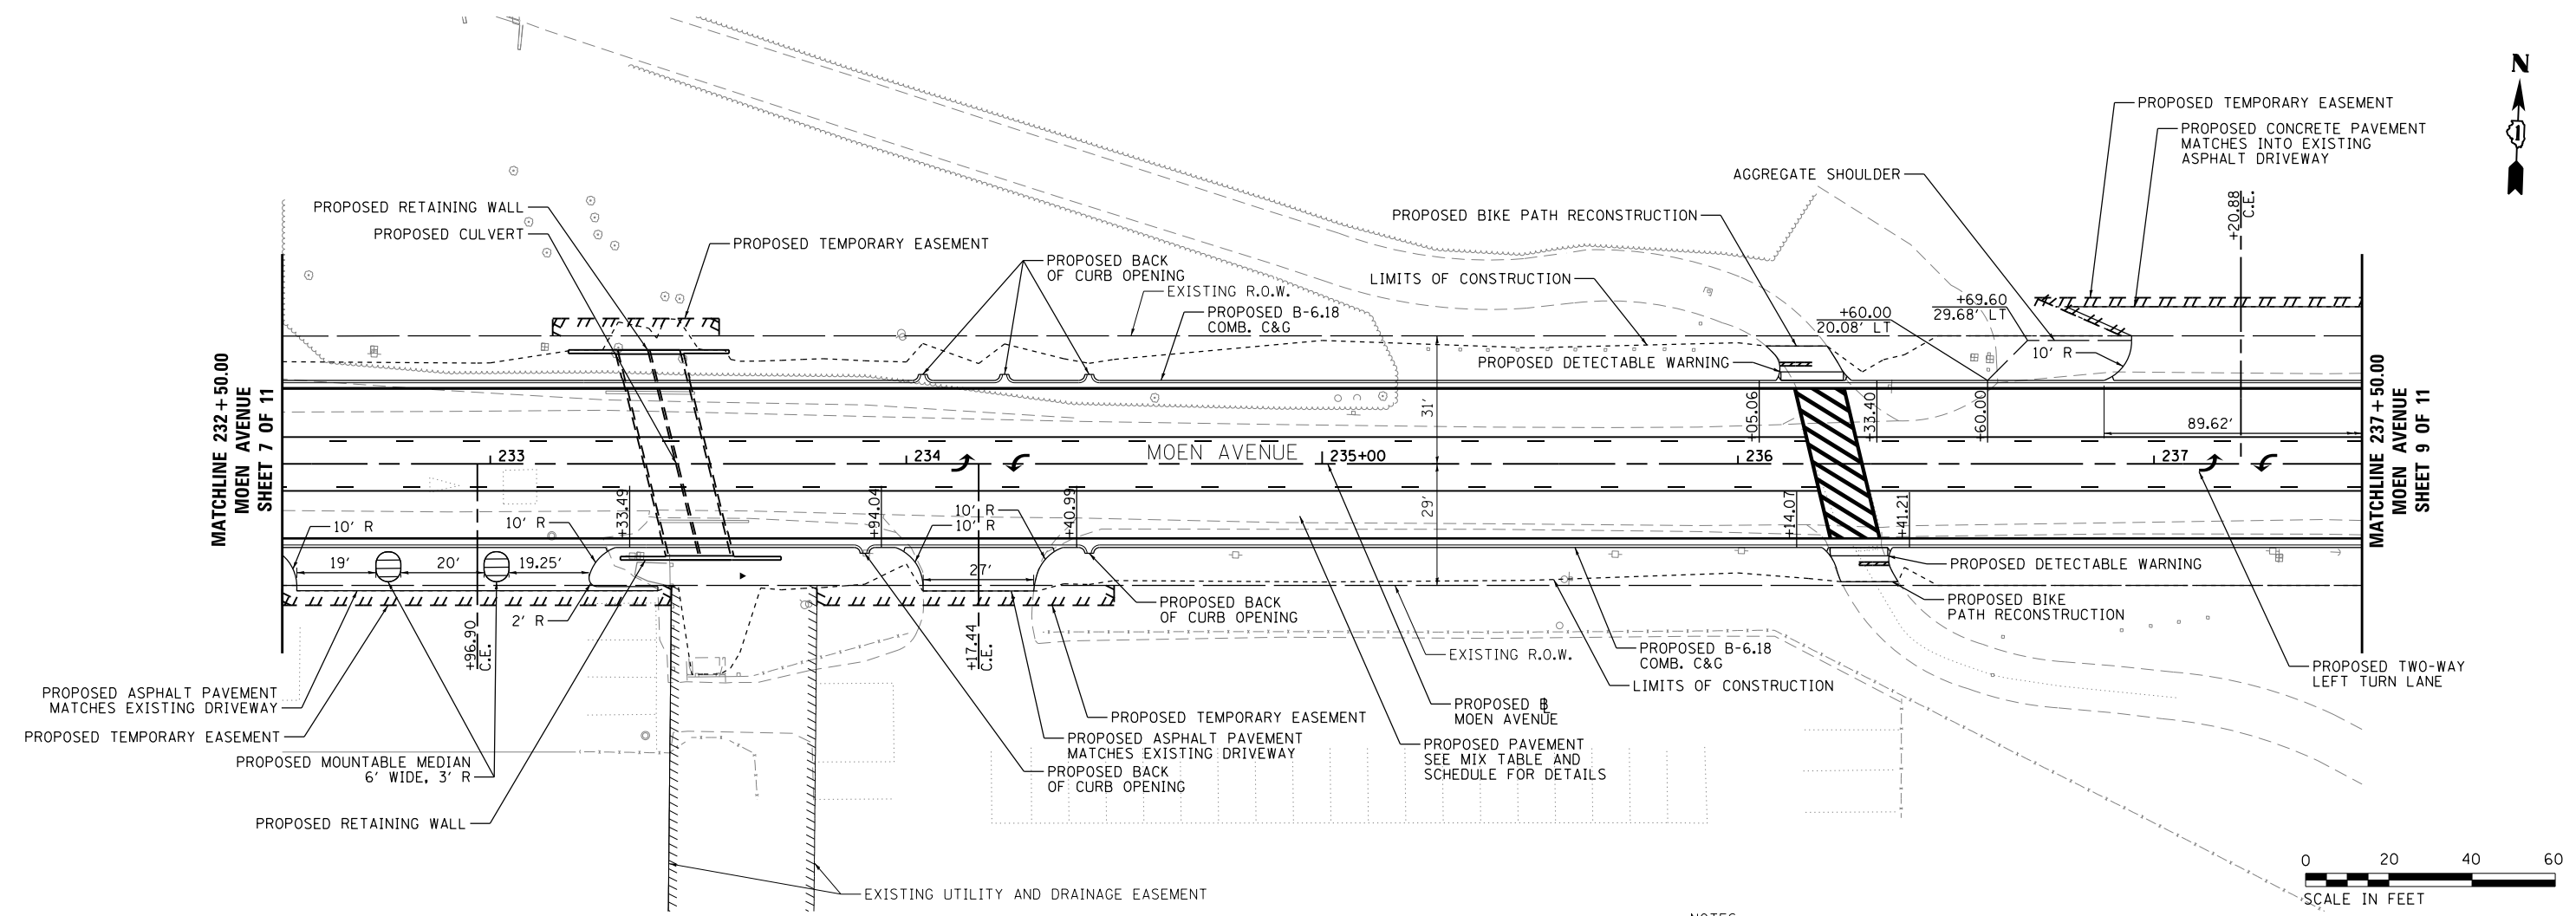 N
1
PROPOSED TEMPORARY EASEMENT
PROPOSED CONCRETE PAVEMENT
MATCHES INTO EXISTING
ASPHALT DRIVEWAY
AGGREGATE SHOULDER
PROPOSED BIKE PATH RECONSTRUCTION
PROPOSED RETAINING WALL
PROPOSED CULVERT
PROPOSED TEMPORARY EASEMENT
PROPOSED BACK
OF CURB OPENING
EXISTING R.O.W.
PROPOSED B-6.18
COMB. C&G
LIMITS OF CONSTRUCTION
+20.88
C.E.
+60.00
20.08' LT
+69.60
29.68' LT
10' R
PROPOSED DETECTABLE WARNING
MATCHLINE 232+50.00
MOEN AVENUE
SHEET 7 OF 11
31'
+05.06
+33.40
+60.00
89.62'
MOEN AVENUE
233
234
235+00
236
237
MATCHLINE 237+50.00
MOEN AVENUE
SHEET 9 OF 11
+33.49
+94.04
+40.99
29'
+14.07
+41.21
10' R
10' R
10' R
10' R
19'
20'
19.25'
27'
2' R
+96.90
C.E.
+17.44
C.E.
PROPOSED DETECTABLE WARNING
PROPOSED BIKE
PATH RECONSTRUCTION
PROPOSED BACK
OF CURB OPENING
EXISTING R.O.W.
PROPOSED B-6.18
COMB. C&G
LIMITS OF CONSTRUCTION
PROPOSED TWO-WAY
LEFT TURN LANE
PROPOSED ASPHALT PAVEMENT
MATCHES EXISTING DRIVEWAY
PROPOSED TEMPORARY EASEMENT
PROPOSED MOUNTABLE MEDIAN
6' WIDE, 3' R
PROPOSED RETAINING WALL
PROPOSED BL
MOEN AVENUE
PROPOSED TEMPORARY EASEMENT
PROPOSED ASPHALT PAVEMENT
MATCHES EXISTING DRIVEWAY
PROPOSED BACK
OF CURB OPENING
PROPOSED PAVEMENT
SEE MIX TABLE AND
SCHEDULE FOR DETAILS
EXISTING UTILITY AND DRAINAGE EASEMENT
0 20 40 60
SCALE IN FEET